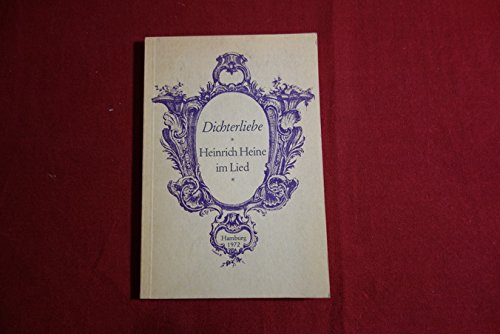 Dichterliebe
*
Heinrich Heine
im Lied
*
Hamburg
1972